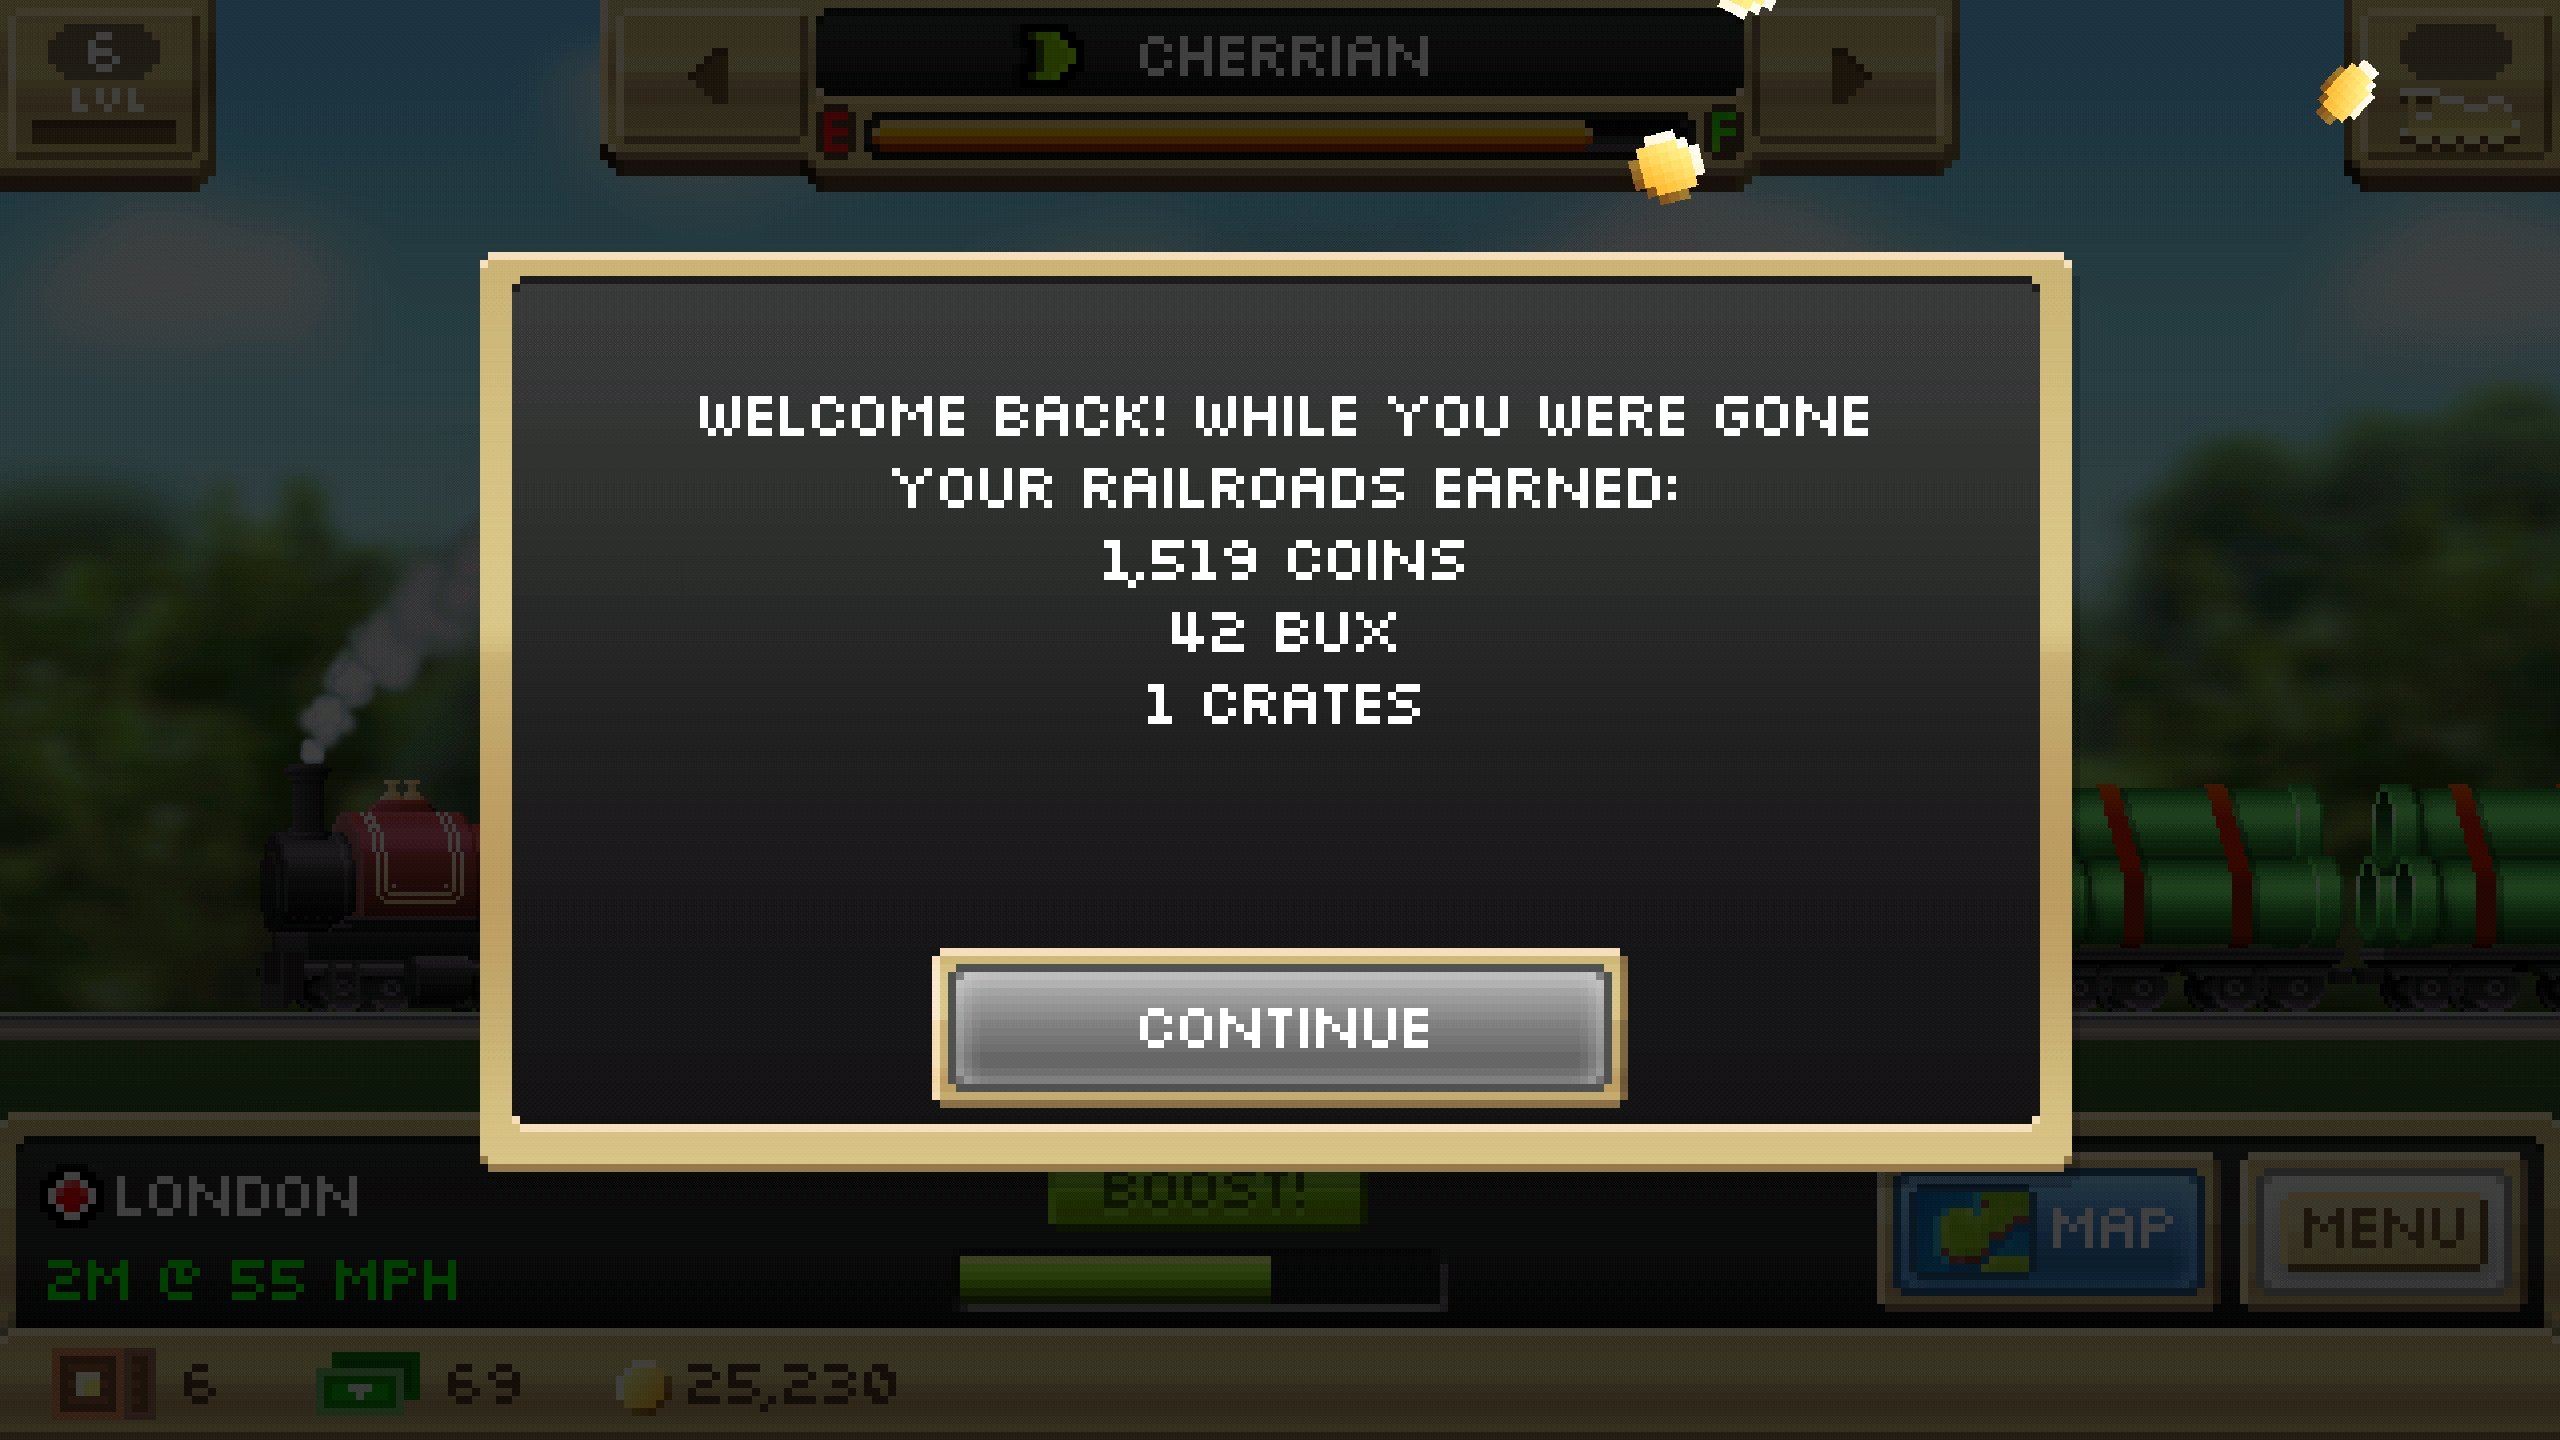 6
LVL
CHERRIAN
E
F
WELCOME BACK! WHILE YOU WERE GONE
YOUR RAILROADS EARNED:
1,519 COINS
42 BUX
1 CRATES
CONTINUE
BOOST!
LONDON
2M @ 55 MPH
MAP
MENU
6
69
25,230